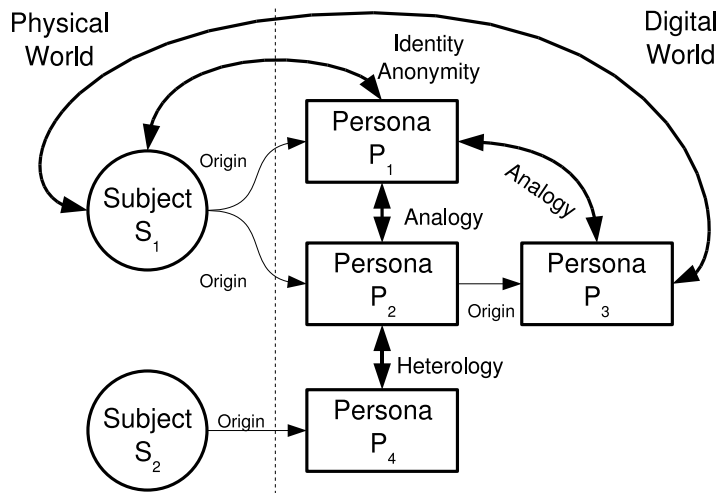 Physical
World
Digital
World
Identity
Anonymity
Persona
P1
Origin
Subject
S1
Analogy
Analogy
Origin
Persona
P2
Origin
Persona
P3
Heterology
Subject
S2
Origin
Persona
P4